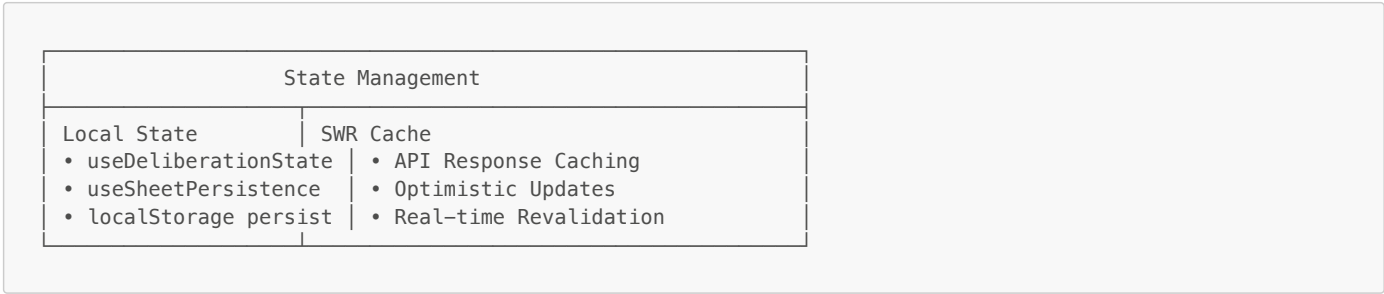 State Management
Local State │ SWR Cache
• useDeliberationState │ • API Response Caching
• useSheetPersistence │ • Optimistic Updates
• localStorage persist │ • Real-time Revalidation